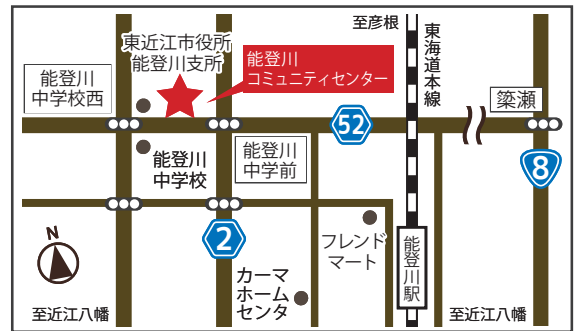 至彦根
東海道本線
東近江市役所
能登川支所
能登川
コミュニティセンター
能登川
中学校西
簗瀬
52
8
能登川
中学校
能登川
中学前
2
N
フレンド
マート
能登川駅
カーマ
ホーム
センタ
至近江八幡
至近江八幡